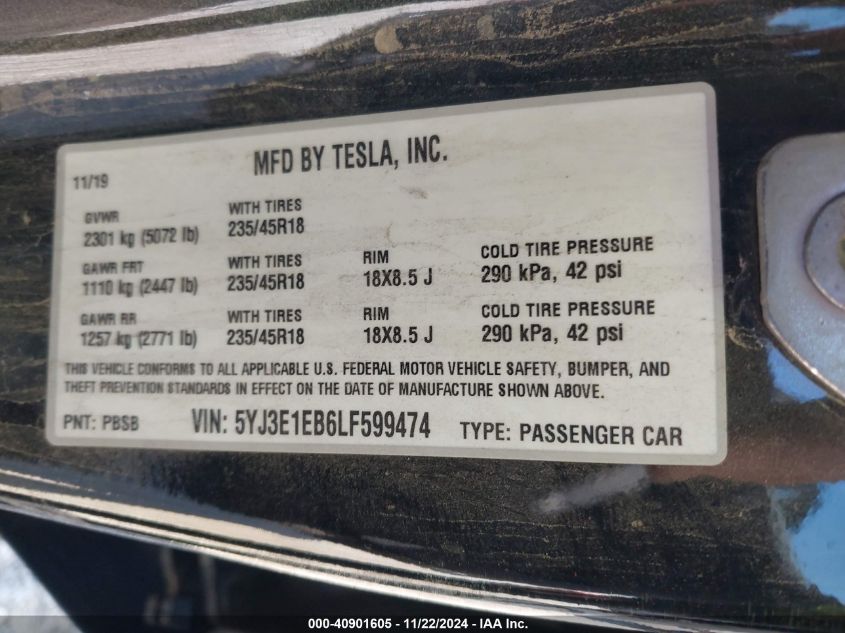 MFD BY TESLA, INC.
11/19
GVWR WITH TIRES
2301 kg (5072 lb) 235/45R18
GAWR FRT WITH TIRES RIM COLD TIRE PRESSURE
1110 kg (2447 lb) 235/45R18 18X8.5 J 290 kPa, 42 psi
GAWR RR WITH TIRES RIM COLD TIRE PRESSURE
1257 kg (2771 lb) 235/45R18 18X8.5 J 290 kPa, 42 psi
THIS VEHICLE CONFORMS TO ALL APPLICABLE U.S. FEDERAL MOTOR VEHICLE SAFETY, BUMPER, AND
THEFT PREVENTION STANDARDS IN EFFECT ON THE DATE OF MANUFACTURE SHOWN ABOVE.
PNT: PBSB VIN: 5YJ3E1EB6LF599474 TYPE: PASSENGER CAR
000-40901605 - 11/22/2024 - IAA Inc.